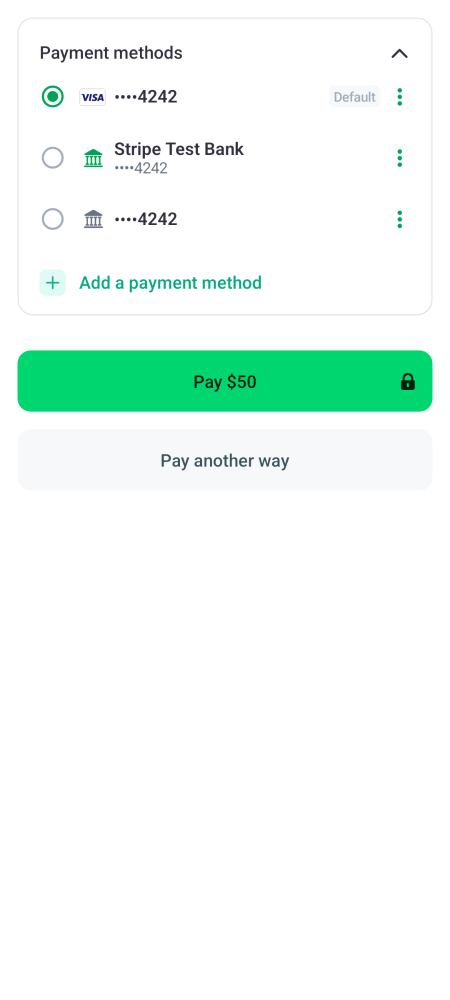 Payment methods
VISA ••••4242 Default
Stripe Test Bank
••••4242
••••4242
Add a payment method
Pay $50
Pay another way